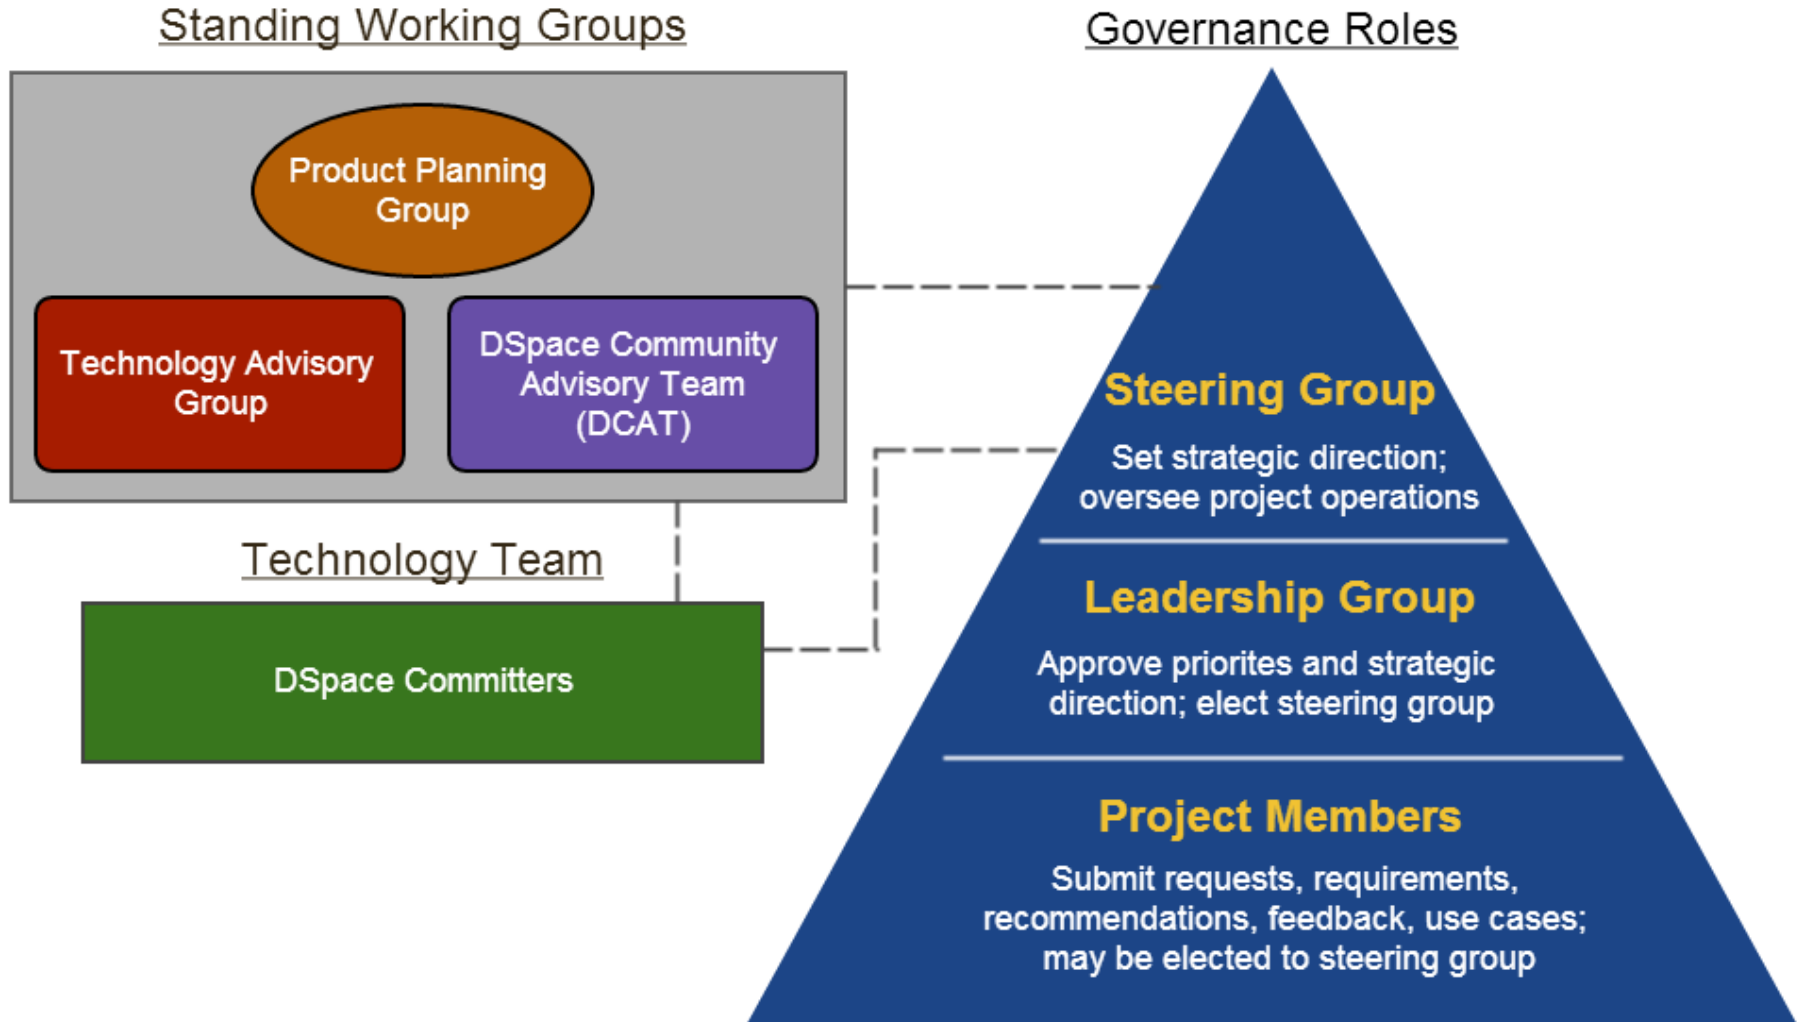 Standing Working Groups
Product Planning
Group
Technology Advisory
Group
DSpace Community
Advisory Team
(DCAT)
Technology Team
DSpace Committers
Governance Roles
Steering Group
Set strategic direction;
oversee project operations
Leadership Group
Approve priorites and strategic
direction; elect steering group
Project Members
Submit requests, requirements,
recommendations, feedback, use cases;
may be elected to steering group